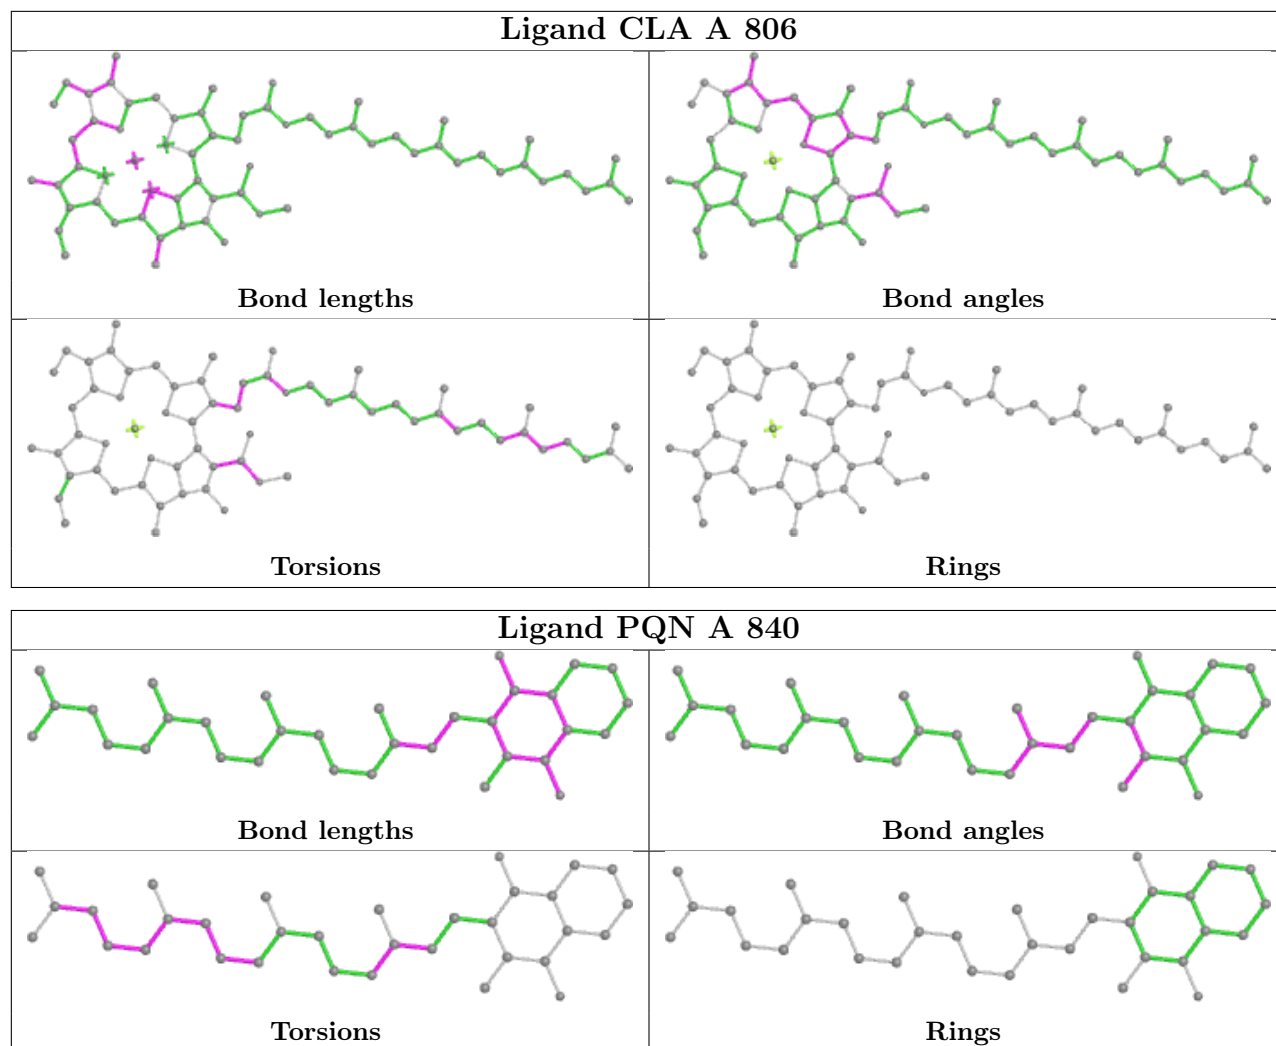 Ligand CLA A 806
Bond lengths
Bond angles
Torsions
Rings
Ligand PQN A 840
Bond lengths
Bond angles
Torsions
Rings